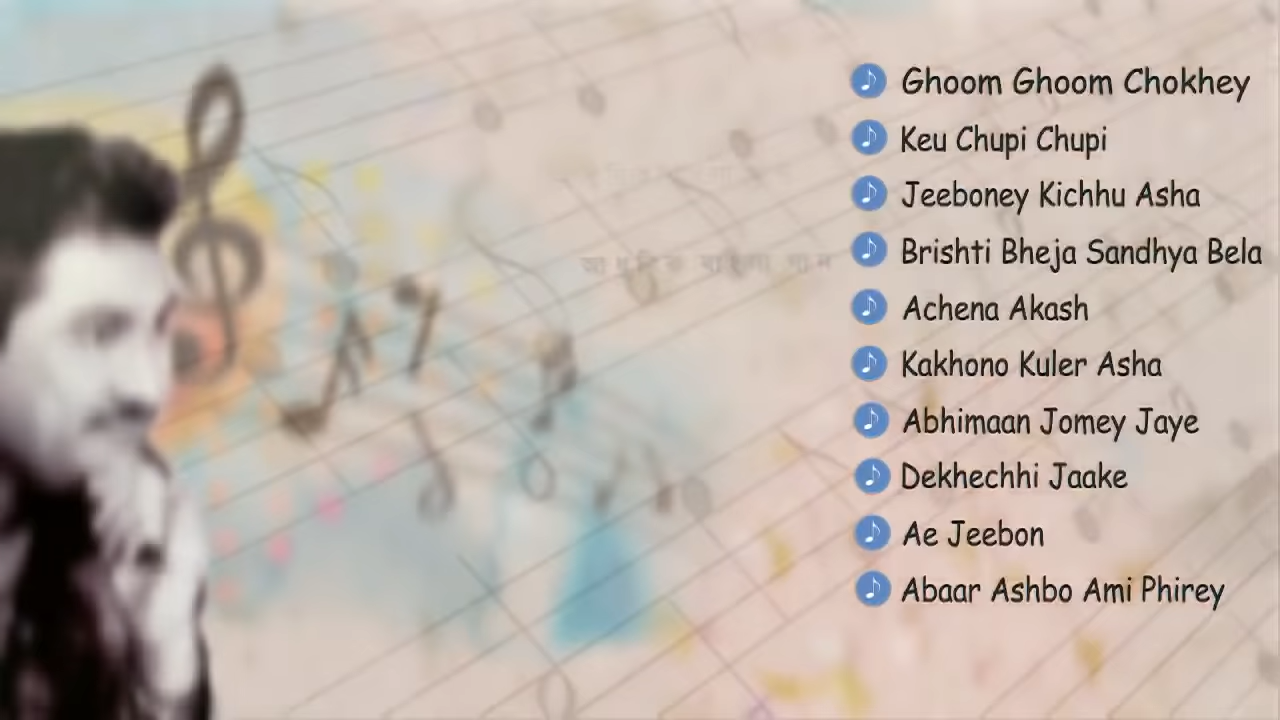 Ghoom Ghoom Chokhey
Keu Chupi Chupi
Jeeboney Kichhu Asha
আধুনিক বাংলা গান
Brishti Bheja Sandhya Bela
Achena Akash
Kakhono Kuler Asha
Abhimaan Jomey Jaye
Dekhechhi Jaake
Ae Jeebon
Abaar Ashbo Ami Phirey